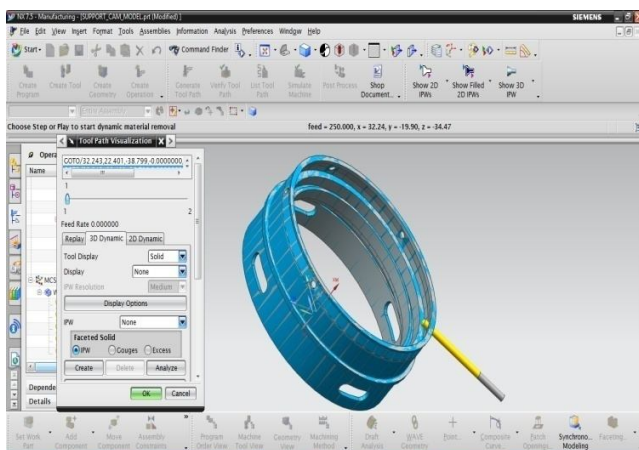 NX 7.5 - Manufacturing - [SUPPORT_CAM_MODEL.prt (Modified)]
SIEMENS
File Edit View Insert Format Tools Assemblies Information Analysis Preferences Window Help
Start
Command Finder
Create Program
Create Tool
Create Geometry
Create Operation
Generate Tool Path
Verify Tool Path
List Tool Path
Simulate Machine
Post Process
Shop Document...
Show 2D IPWs
Show Filled 2D IPWs
Show 3D IPW
Entire Assembly
Choose Step or Play to start dynamic material removal
feed = 250.000, x = 32.24, y = -19.90, z = -34.47
Tool Path Visualization
Opera
Name
GOTO/32.243,22.401,-38.799,-0.0000000,
1
1 2
Feed Rate 0.000000
Replay 3D Dynamic 2D Dynamic
Tool Display Solid
Display None
IPW Resolution Medium
Display Options
MCS
IPW None
Faceted Solid
IPW Gouges Excess
Create Delete Analyze
OK Cancel
Depende
Details
Set Work Part
Add Component
Move Component
Assembly Constraints
Program Order View
Machine Tool View
Geometry View
Machining Method
Draft Analysis
WAVE Geometry
Point...
Composite Curve...
Patch Openings...
Synchrono... Modeling
Faceting...